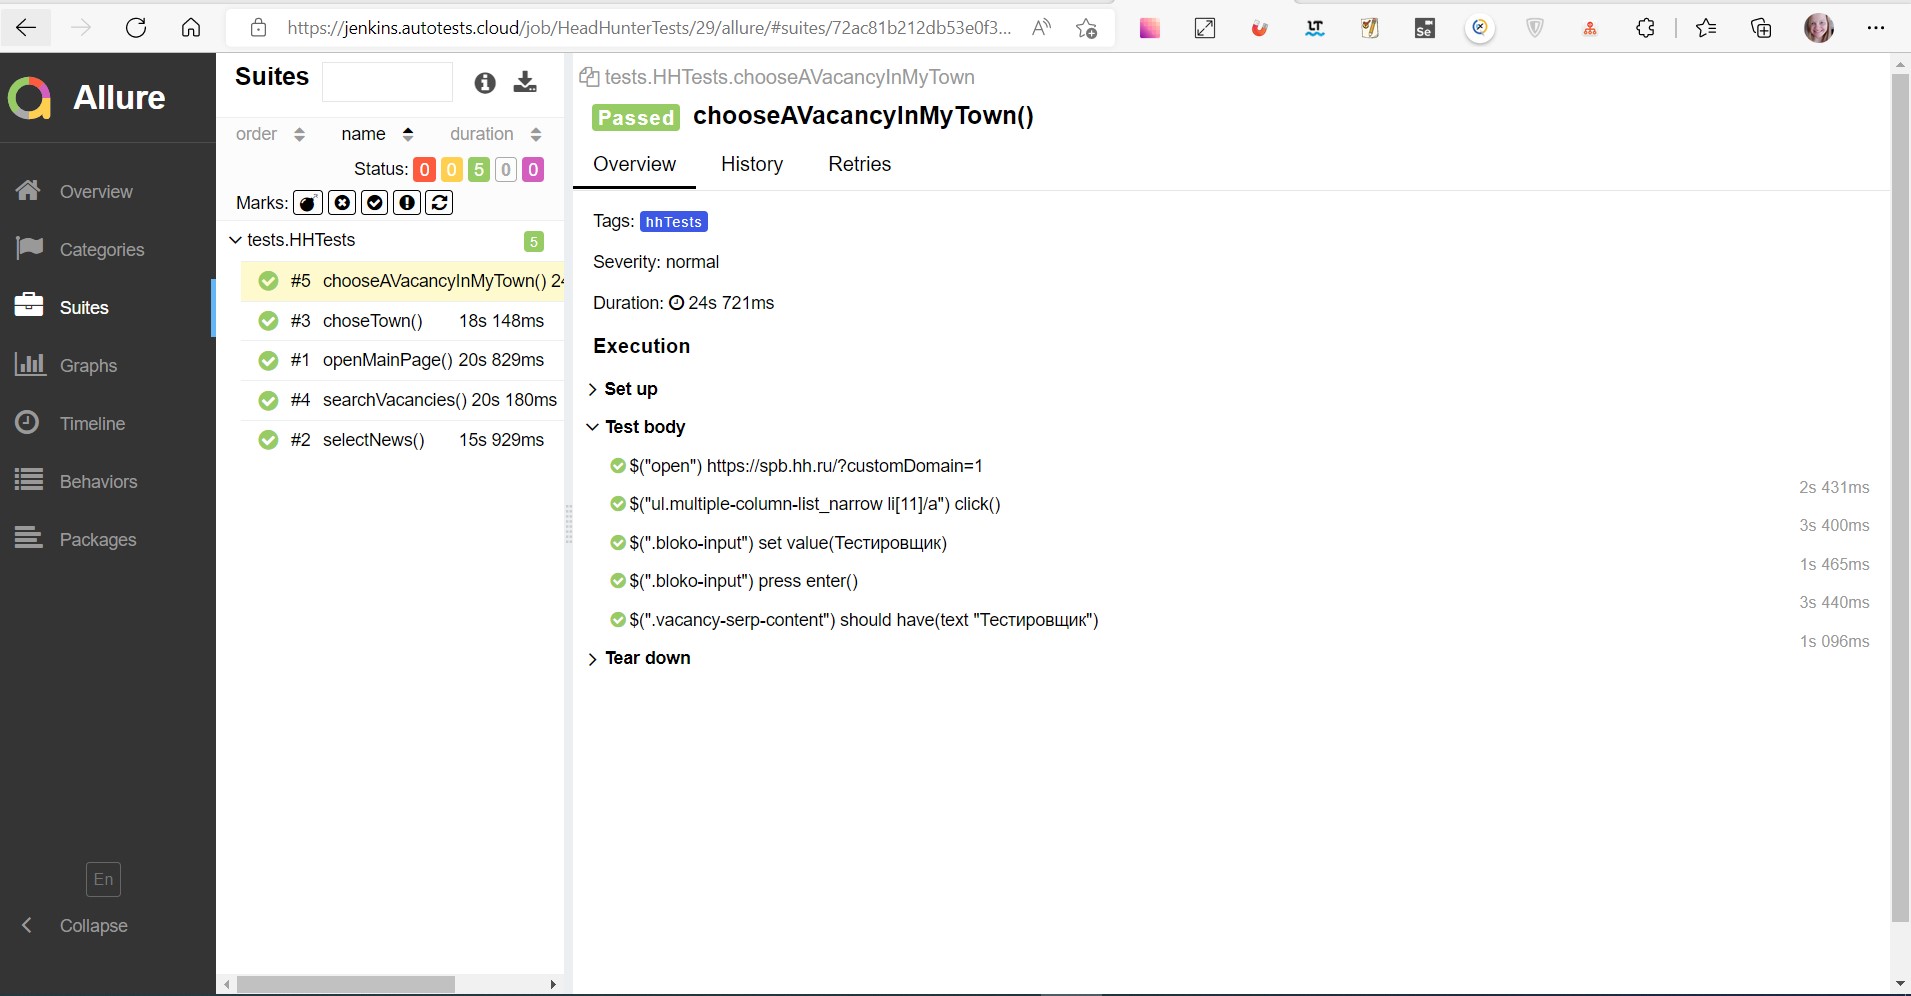 https://jenkins.autotests.cloud/job/HeadHunterTests/29/allure/#suites/72ac81b212db53e0f3...
LT
Se
Allure
Overview
Categories
Suites
Graphs
Timeline
Behaviors
Packages
En
Collapse
Suites
order name duration
Status: 0 0 5 0 0
Marks:
tests.HHTests 5
#5 chooseAVacancyInMyTown() 24
#3 choseTown() 18s 148ms
#1 openMainPage() 20s 829ms
#4 searchVacancies() 20s 180ms
#2 selectNews() 15s 929ms
tests.HHTests.chooseAVacancyInMyTown
Passed chooseAVacancyInMyTown()
Overview History Retries
Tags: hhTests
Severity: normal
Duration: 24s 721ms
Execution
Set up
Test body
$("open") https://spb.hh.ru/?customDomain=1
2s 431ms
$("ul.multiple-column-list_narrow li[11]/a") click()
3s 400ms
$(".bloko-input") set value(Тестировщик)
1s 465ms
$(".bloko-input") press enter()
3s 440ms
$(".vacancy-serp-content") should have(text "Тестировщик")
1s 096ms
Tear down